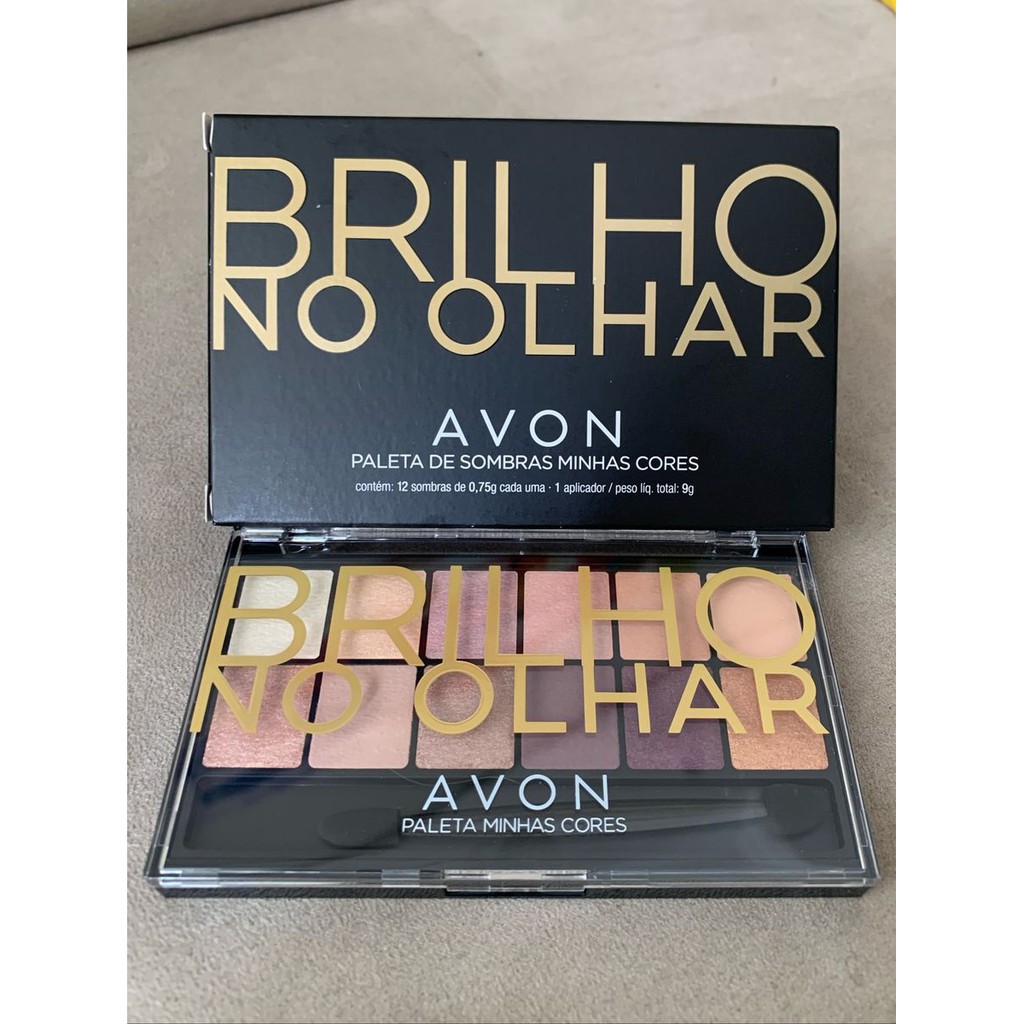 BRILHO
NO OLHAR
AVON
PALETA DE SOMBRAS MINHAS CORES
contém: 12 sombras de 0,75g cada uma · 1 aplicador / peso líq. total: 9g
BRILHO
NO OLHAR
AVON
PALETA MINHAS CORES